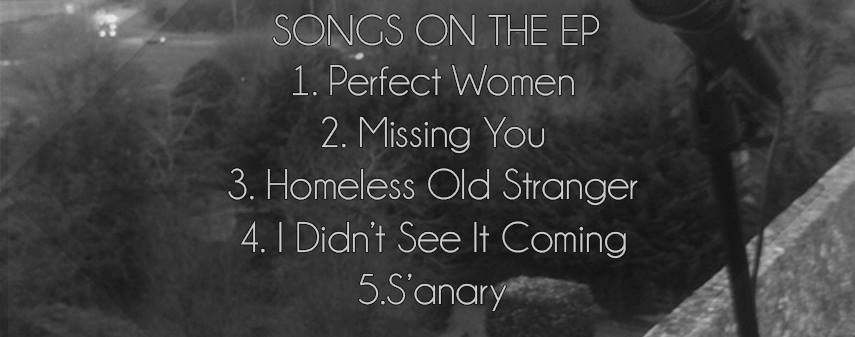 SONGS ON THE EP
1. Perfect Women
2. Missing You
3. Homeless Old Stranger
4. I Didn't See It Coming
5.S'anary